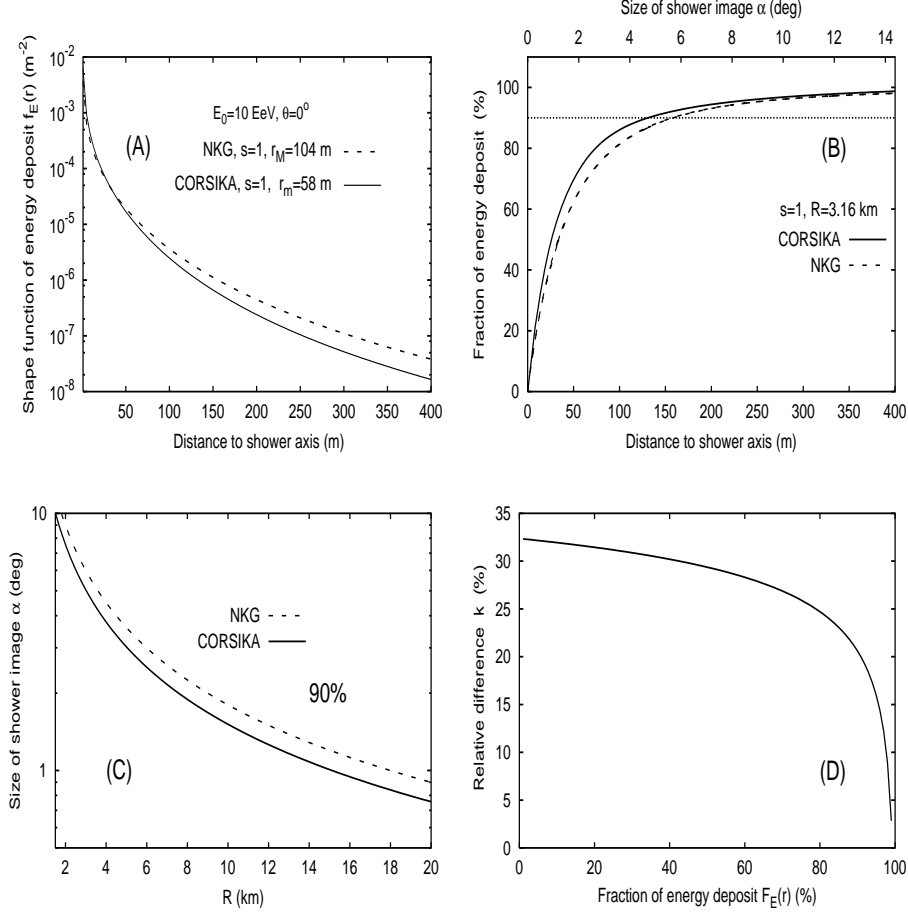 Size of shower image α (deg)
0 2 4 6 8 10 12 14
Shape function of energy deposit f_E(r) (m^-2)
10^-2
10^-3
10^-4
10^-5
10^-6
10^-7
10^-8
E_0=10 EeV, θ=0^o
NKG, s=1, r_M=104 m
CORSIKA, s=1, r_m=58 m
(A)
50 100 150 200 250 300 350 400
Distance to shower axis (m)
Fraction of energy deposit (%)
100
80
60
40
20
0
(B)
s=1, R=3.16 km
CORSIKA
NKG
0 50 100 150 200 250 300 350 400
Distance to shower axis (m)
Size of shower image α (deg)
10
1
NKG
CORSIKA
90%
(C)
2 4 6 8 10 12 14 16 18 20
R (km)
Relative difference k (%)
35
30
25
20
15
10
5
0
(D)
0 20 40 60 80 100
Fraction of energy deposit F_E(r) (%)